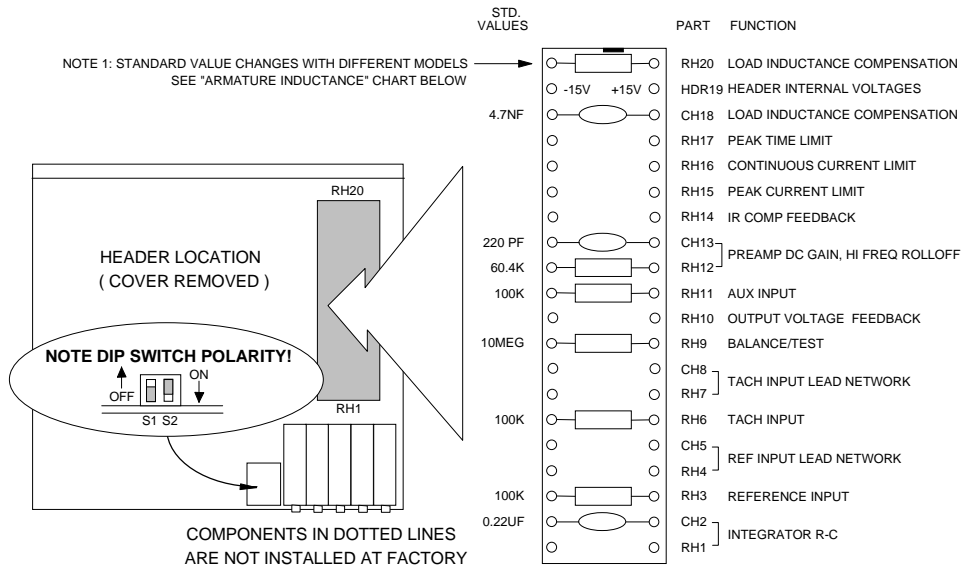 STD.
VALUES PART FUNCTION
NOTE 1: STANDARD VALUE CHANGES WITH DIFFERENT MODELS
SEE "ARMATURE INDUCTANCE" CHART BELOW
RH20 LOAD INDUCTANCE COMPENSATION
-15V +15V HDR19 HEADER INTERNAL VOLTAGES
4.7NF CH18 LOAD INDUCTANCE COMPENSATION
RH17 PEAK TIME LIMIT
RH16 CONTINUOUS CURRENT LIMIT
RH15 PEAK CURRENT LIMIT
RH14 IR COMP FEEDBACK
220 PF CH13
PREAMP DC GAIN, HI FREQ ROLLOFF
60.4K RH12
100K RH11 AUX INPUT
RH10 OUTPUT VOLTAGE FEEDBACK
10MEG RH9 BALANCE/TEST
CH8
TACH INPUT LEAD NETWORK
RH7
100K RH6 TACH INPUT
CH5
REF INPUT LEAD NETWORK
RH4
100K RH3 REFERENCE INPUT
0.22UF CH2
INTEGRATOR R-C
RH1
RH20
HEADER LOCATION
( COVER REMOVED )
NOTE DIP SWITCH POLARITY!
ON
OFF
S1 S2
RH1
COMPONENTS IN DOTTED LINES
ARE NOT INSTALLED AT FACTORY